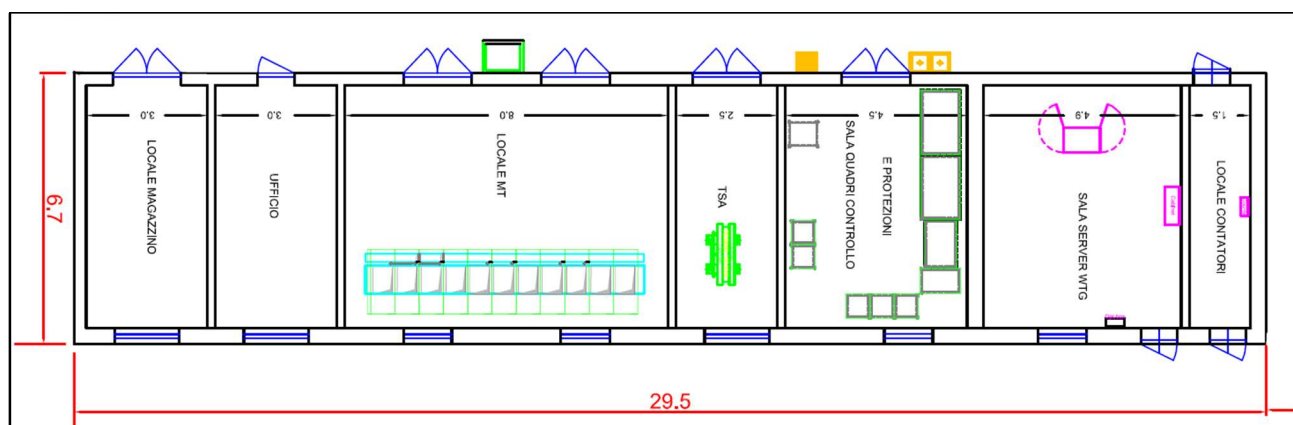 3.0
3.0
8.0
2.5
4.5
4.9
1.5
LOCALE MAGAZZINO
UFFICIO
LOCALE MT
TSA
SALA QUADRI CONTROLLO
E PROTEZIONI
SALA SERVER WTG
LOCALE CONTATORI
6.7
29.5